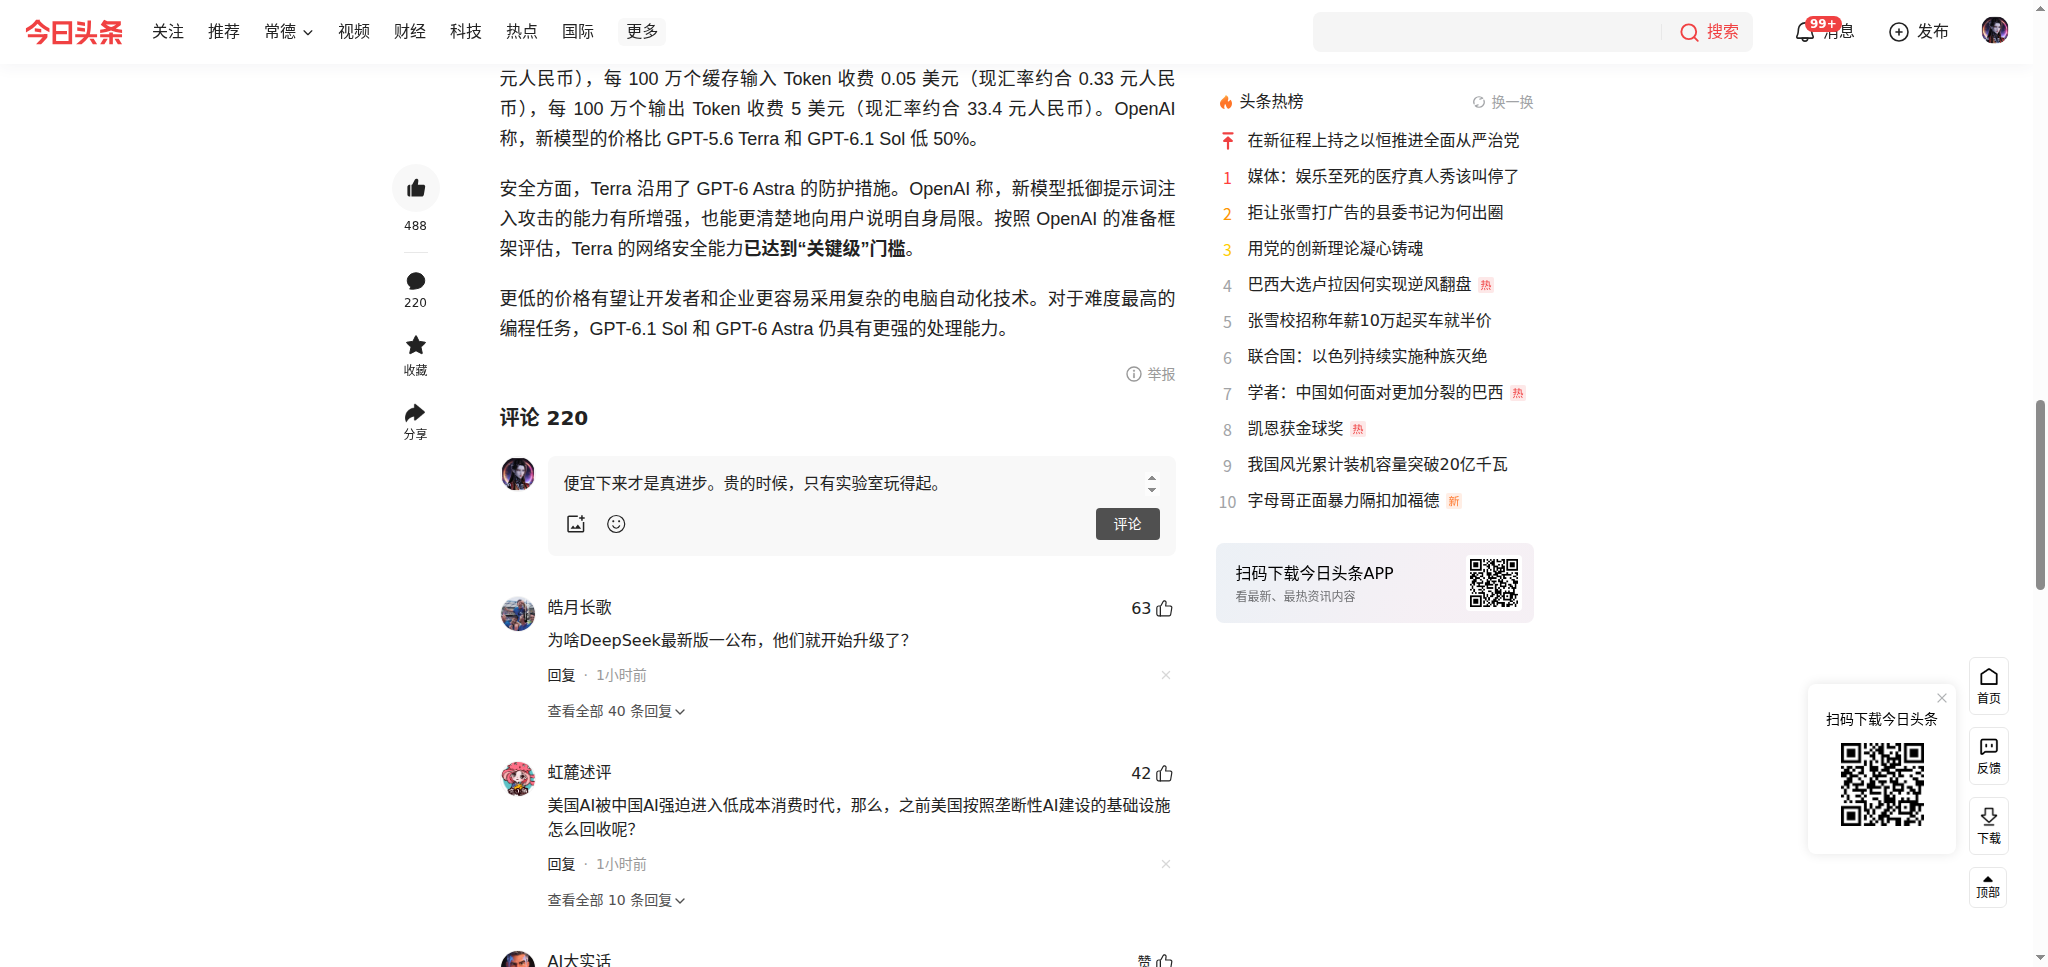 今日头条
关注 推荐 常德 视频 财经 科技 热点 国际 更多
搜索
99+
消息
发布
元人民币），每 100 万个缓存输入 Token 收费 0.05 美元（现汇率约合 0.33 元人民
币），每 100 万个输出 Token 收费 5 美元（现汇率约合 33.4 元人民币）。OpenAI
称，新模型的价格比 GPT-5.6 Terra 和 GPT-6.1 Sol 低 50%。
安全方面，Terra 沿用了 GPT-6 Astra 的防护措施。OpenAI 称，新模型抵御提示词注
入攻击的能力有所增强，也能更清楚地向用户说明自身局限。按照 OpenAI 的准备框
架评估，Terra 的网络安全能力已达到“关键级”门槛。
更低的价格有望让开发者和企业更容易采用复杂的电脑自动化技术。对于难度最高的
编程任务，GPT-6.1 Sol 和 GPT-6 Astra 仍具有更强的处理能力。
488
220
收藏
分享
举报
评论 220
便宜下来才是真进步。贵的时候，只有实验室玩得起。
评论
皓月长歌
63
为啥DeepSeek最新版一公布，他们就开始升级了？
回复 · 1小时前
查看全部 40 条回复
虹麓述评
42
美国AI被中国AI强迫进入低成本消费时代，那么，之前美国按照垄断性AI建设的基础设施
怎么回收呢？
回复 · 1小时前
查看全部 10 条回复
AI大实话
赞
头条热榜
换一换
在新征程上持之以恒推进全面从严治党
1 媒体：娱乐至死的医疗真人秀该叫停了
2 拒让张雪打广告的县委书记为何出圈
3 用党的创新理论凝心铸魂
4 巴西大选卢拉因何实现逆风翻盘 热
5 张雪校招称年薪10万起买车就半价
6 联合国：以色列持续实施种族灭绝
7 学者：中国如何面对更加分裂的巴西 热
8 凯恩获金球奖 热
9 我国风光累计装机容量突破20亿千瓦
10 字母哥正面暴力隔扣加福德 新
扫码下载今日头条APP
看最新、最热资讯内容
扫码下载今日头条
首页
反馈
下载
顶部